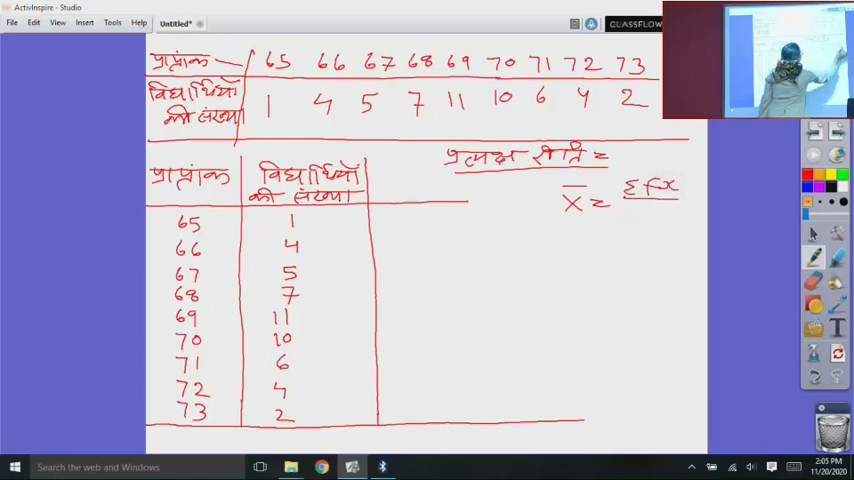 ActivInspire - Studio
File Edit View Insert Tools Help
Untitled*
CLASSFLOW
प्राप्तांक — 65 66 67 68 69 70 71 72 73
विद्यार्थियों की संख्या 1 4 5 7 11 10 6 4 2
प्रत्यक्ष रीति =
X̄ = Σfx
प्राप्तांक विद्यार्थियों की संख्या
65 1
66 4
67 5
68 7
69 11
70 10
71 6
72 4
73 2
Search the web and Windows
2:05 PM
11/20/2020